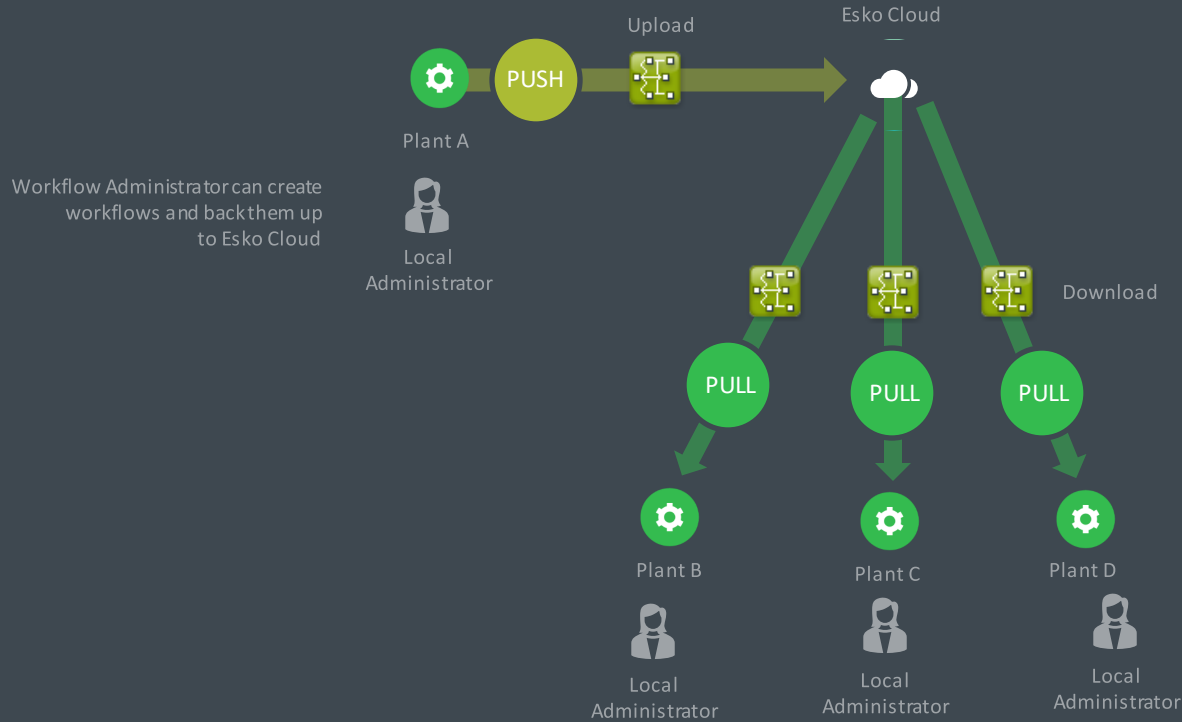 Esko Cloud
Upload
PUSH
Plant A
Workflow Administrator can create
workflows and back them up
to Esko Cloud
Local
Administrator
Download
PULL
PULL
PULL
Plant B
Plant C
Plant D
Local
Administrator
Local
Administrator
Local
Administrator